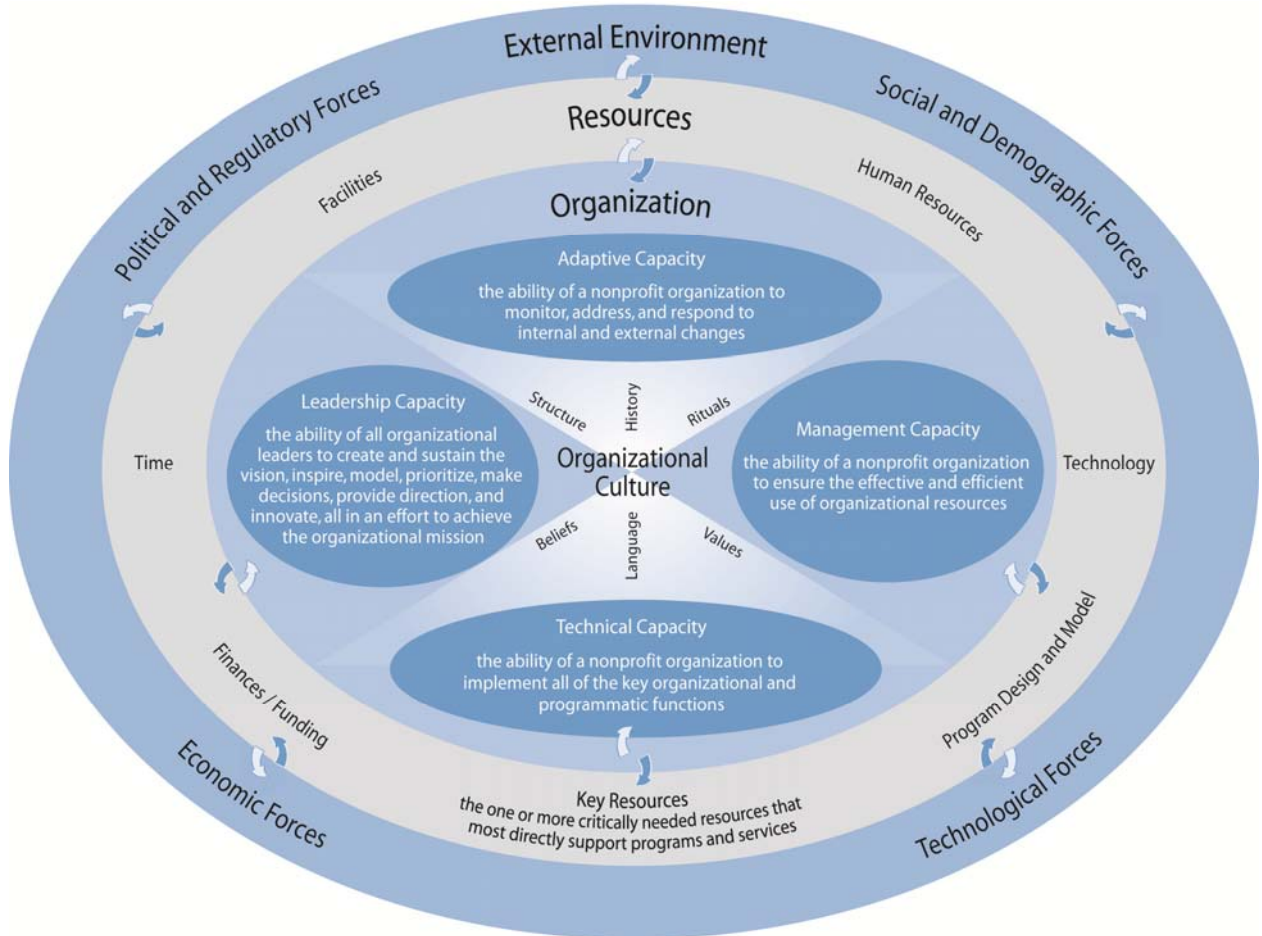 External Environment
Political and Regulatory Forces
Social and Demographic Forces
Resources
Facilities
Human Resources
Organization
Adaptive Capacity
the ability of a nonprofit organization to
monitor, address, and respond to
internal and external changes
Leadership Capacity
the ability of all organizational
leaders to create and sustain the
vision, inspire, model, prioritize, make
decisions, provide direction, and
innovate, all in an effort to achieve
the organizational mission
Structure
History
Rituals
Organizational
Culture
Beliefs
Language
Values
Management Capacity
the ability of a nonprofit organization
to ensure the effective and efficient
use of organizational resources
Time
Technology
Technical Capacity
the ability of a nonprofit organization to
implement all of the key organizational and
programmatic functions
Finances / Funding
Program Design and Model
Key Resources
the one or more critically needed resources that
most directly support programs and services
Economic Forces
Technological Forces